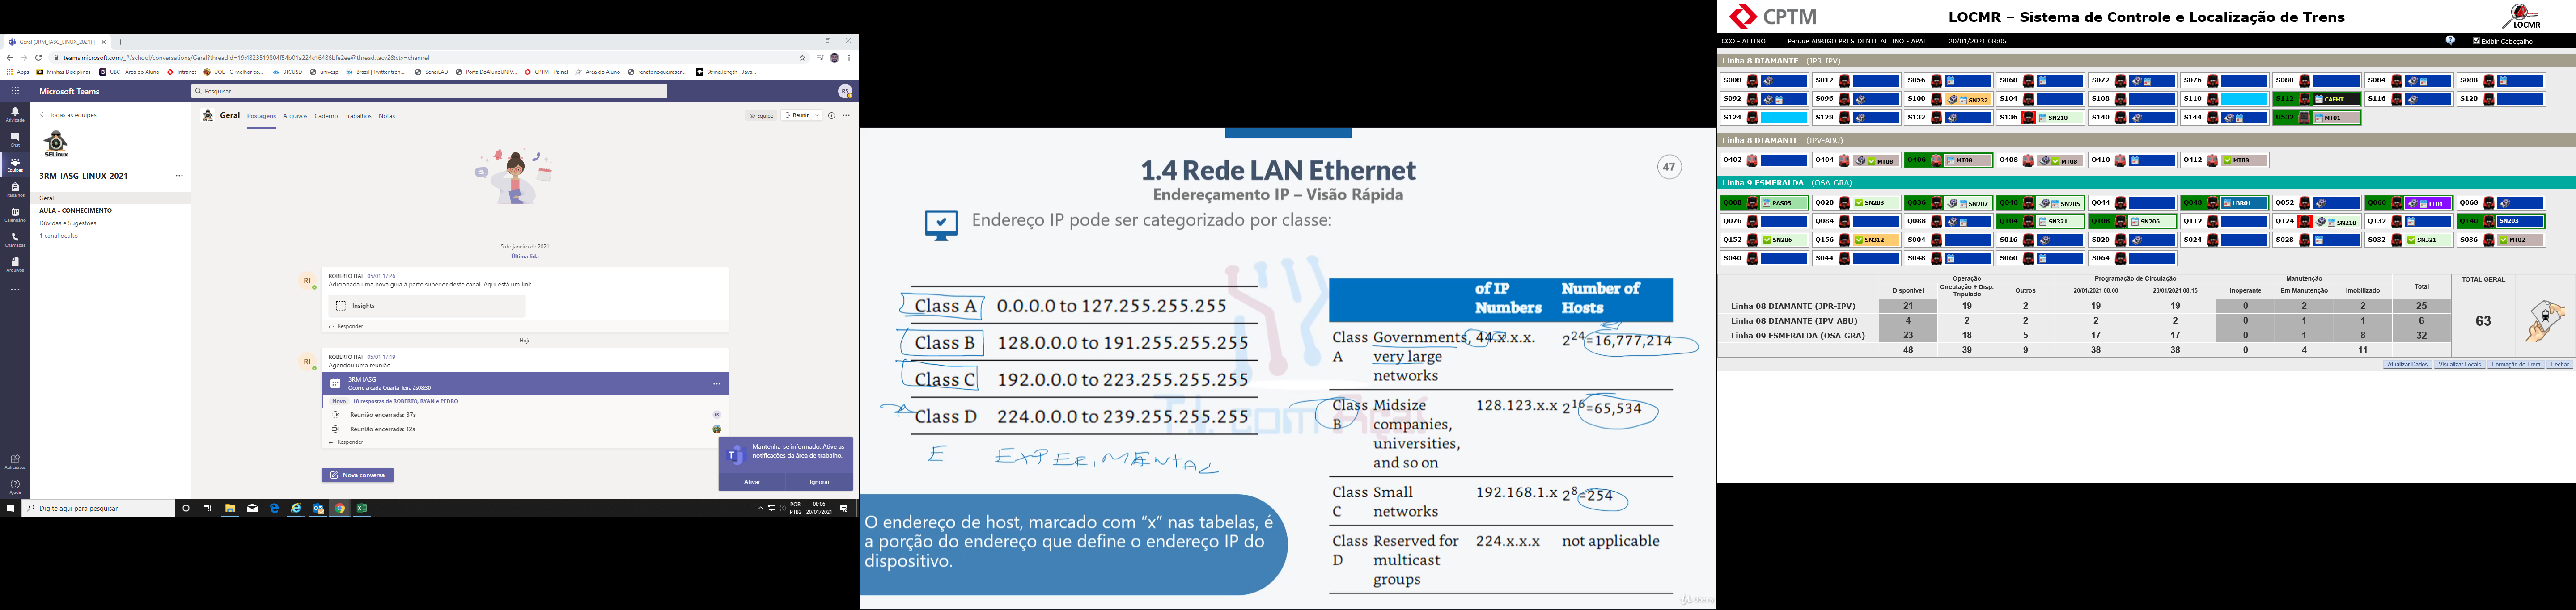 Geral (3RM_IASG_LINUX_2021)
teams.microsoft.com/_#/school/conversations/Geral?threadId=19:4823519804f54b01a224c16486bfe2ee@thread.tacv2&ctx=channel
Apps
Minhas Disciplinas
UBC - Área do Aluno
Intranet
UOL - O melhor co...
BTCUSD
univesp
Brazil | Twitter tren...
SenaiEAD
PortalDoAlunoUNIV...
CPTM - Painel
Área do Aluno
renatonogueirasen...
String.length - Java...
Microsoft Teams
Pesquisar
RS
Atividade
Chat
Equipes
Trabalhos
Calendário
Chamadas
Arquivos
Aplicativos
Ajuda
Todas as equipes
SELinux
3RM_IASG_LINUX_2021
Geral
AULA - CONHECIMENTO
Dúvidas e Sugestões
1 canal oculto
Geral
Postagens
Arquivos
Caderno
Trabalhos
Notas
Equipe
Reunir
5 de janeiro de 2021
Última lida
RI
ROBERTO ITAI 05/01 17:26
Adicionada uma nova guia à parte superior deste canal. Aqui está um link.
Insights
Responder
Hoje
RI
ROBERTO ITAI 05/01 17:19
Agendou uma reunião
3RM IASG
Ocorre a cada Quarta-feira às08:30
Novo 18 respostas de ROBERTO, RYAN e PEDRO
Reunião encerrada: 37s
Reunião encerrada: 12s
Responder
Nova conversa
Mantenha-se informado. Ative as
notificações da área de trabalho.
Ativar
Ignorar
Digite aqui para pesquisar
POR
PTB2
08:06
20/01/2021
1.4 Rede LAN Ethernet
47
Endereçamento IP – Visão Rápida
Endereço IP pode ser categorizado por classe:
Class A 0.0.0.0 to 127.255.255.255
Class B 128.0.0.0 to 191.255.255.255
Class C 192.0.0.0 to 223.255.255.255
Class D 224.0.0.0 to 239.255.255.255
E EXPERIMENTAL
O endereço de host, marcado com “x” nas tabelas, é
a porção do endereço que define o endereço IP do
dispositivo.
of IP Numbers
Number of Hosts
Class A Governments, very large networks 44.x.x.x. 2^24=16,777,214
Class B Midsize companies, universities, and so on 128.123.x.x 2^16=65,534
Class C Small networks 192.168.1.x 2^8=254
Class D Reserved for multicast groups 224.x.x.x not applicable
T.I. com Açaí
CPTM
LOCMR – Sistema de Controle e Localização de Trens
LOCMR
CCO - ALTINO
Parque ABRIGO PRESIDENTE ALTINO - APAL
20/01/2021 08:05
Exibir Cabeçalho
Linha 8 DIAMANTE (JPR-IPV)
S008 S012 S056 S068 S072 S076 S080 S084 S088
S092 S096 S100 SN232 S104 S108 S110 S112 CAFHT S116 S120
S124 S128 S132 S136 SN210 S140 S144 U532 MT01
Linha 8 DIAMANTE (IPV-ABU)
O402 O404 MT08 O406 MT08 O408 MT08 O410 O412 MT08
Linha 9 ESMERALDA (OSA-GRA)
Q008 PAS05 Q020 SN203 Q036 SN207 Q040 SN205 Q044 Q048 LBR01 Q052 Q060 LL01 Q068
Q076 Q084 Q088 Q104 SN321 Q108 SN206 Q112 Q124 SN210 Q132 Q140 SN203
Q152 SN206 Q156 SN312 S004 S016 S020 S024 S028 S032 SN321 S036 MT02
S040 S044 S048 S060 S064
Operação
Programação de Circulação
Manutenção
TOTAL GERAL
Disponível
Circulação + Disp. Tripulado
Outros
20/01/2021 08:00
20/01/2021 08:15
Inoperante
Em Manutenção
Imobilizado
Total
Linha 08 DIAMANTE (JPR-IPV) 21 19 2 19 19 0 2 2 25
Linha 08 DIAMANTE (IPV-ABU) 4 2 2 2 2 0 1 1 6
Linha 09 ESMERALDA (OSA-GRA) 23 18 5 17 17 0 1 8 32
48 39 9 38 38 0 4 11
63
Atualizar Dados
Visualizar Locais
Formação de Trem
Fechar